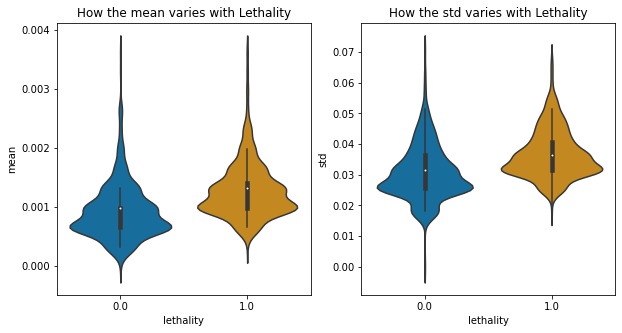 How the mean varies with Lethality
0.004
0.003
0.002
0.001
0.000
mean
0.0
1.0
lethality
How the std varies with Lethality
0.07
0.06
0.05
0.04
0.03
0.02
0.01
0.00
std
0.0
1.0
lethality